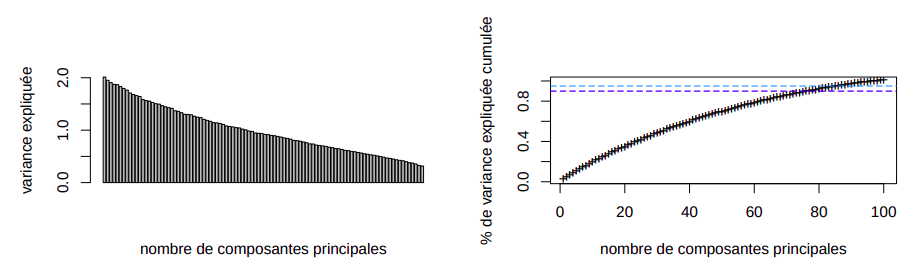 variance expliquée
0.0 1.0 2.0
nombre de composantes principales
% de variance expliquée cumulée
0.0 0.4 0.8
0 20 40 60 80 100
nombre de composantes principales